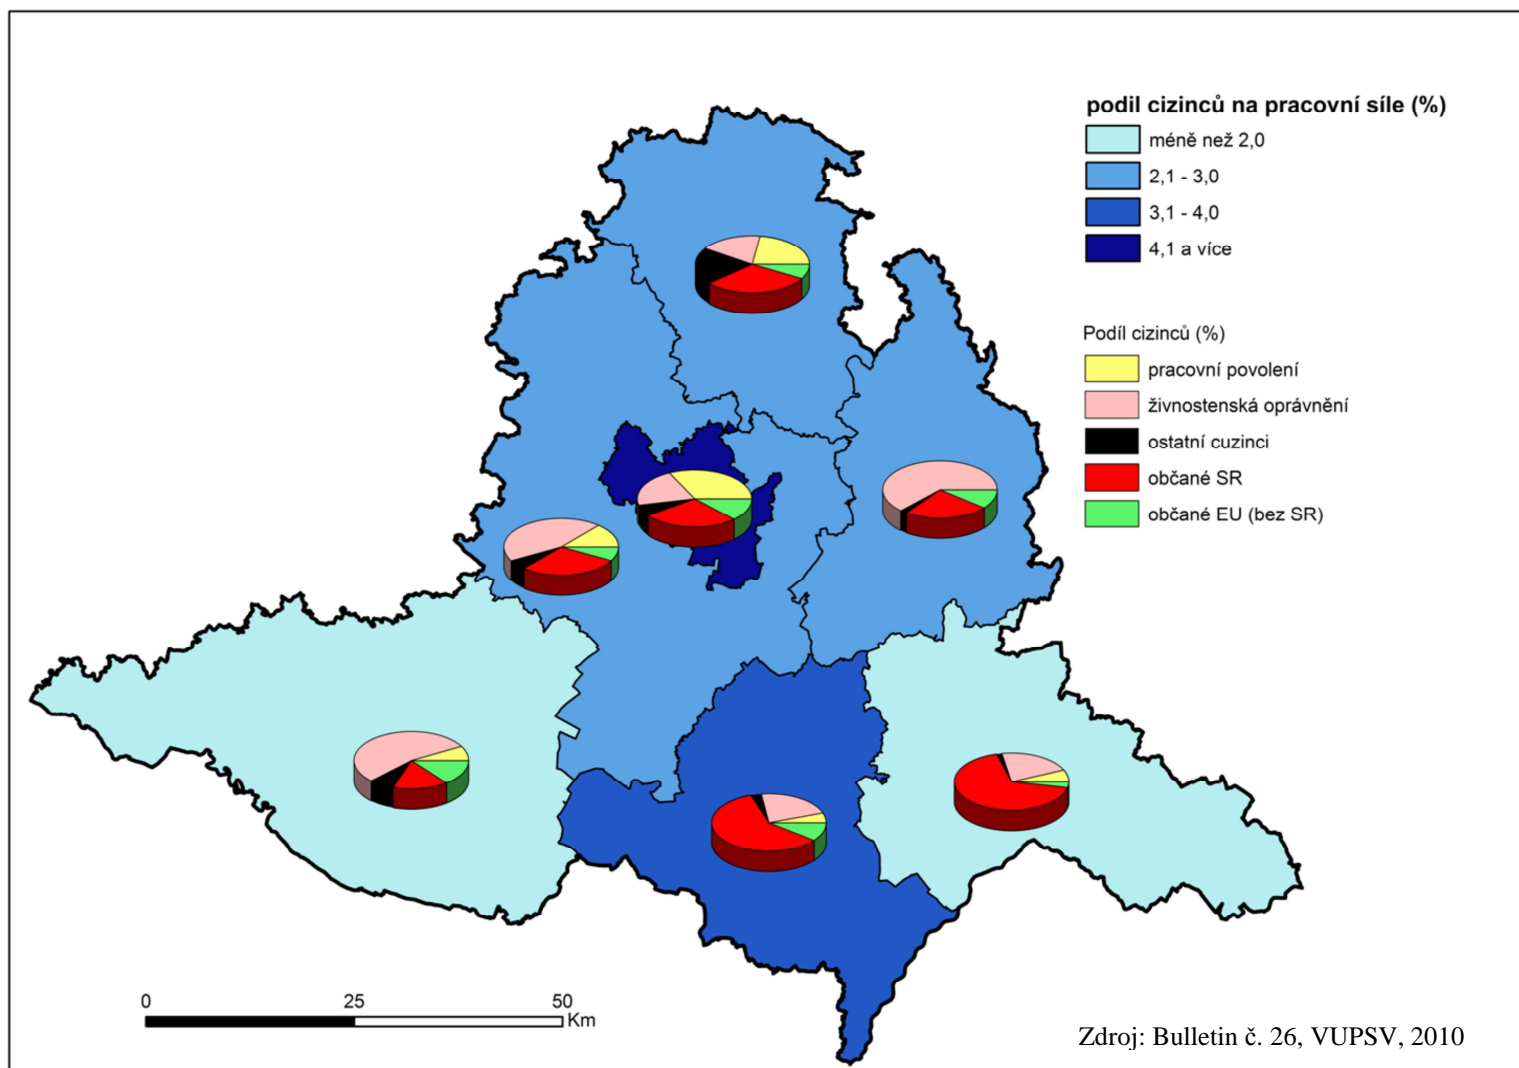 podil cizinců na pracovní síle (%)
méně než 2,0
2,1 - 3,0
3,1 - 4,0
4,1 a více
Podíl cizinců (%)
pracovní povolení
živnostenská oprávnění
ostatní cuzinci
občané SR
občané EU (bez SR)
0 25 50
Km
Zdroj: Bulletin č. 26, VUPSV, 2010